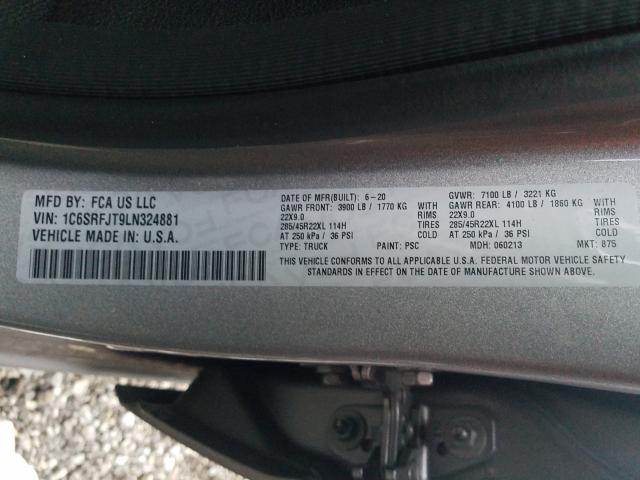 MFD BY: FCA US LLC
VIN: 1C6SRFJT9LN324881
VEHICLE MADE IN: U.S.A.
DATE OF MFR(BUILT): 6-20 GVWR: 7100 LB / 3221 KG
GAWR FRONT: 3900 LB / 1770 KG GAWR REAR: 4100 LB / 1860 KG
22X9.0 RIMS 22X9.0 RIMS
285/45R22XL 114H TIRES 285/45R22XL 114H TIRES
AT 250 kPa / 36 PSI COLD AT 250 kPa / 36 PSI COLD
TYPE: TRUCK PAINT: PSC MDH: 060213 MKT: 875
THIS VEHICLE CONFORMS TO ALL APPLICABLE U.S.A. FEDERAL MOTOR VEHICLE SAFETY
STANDARDS IN EFFECT ON THE DATE OF MANUFACTURE SHOWN ABOVE.